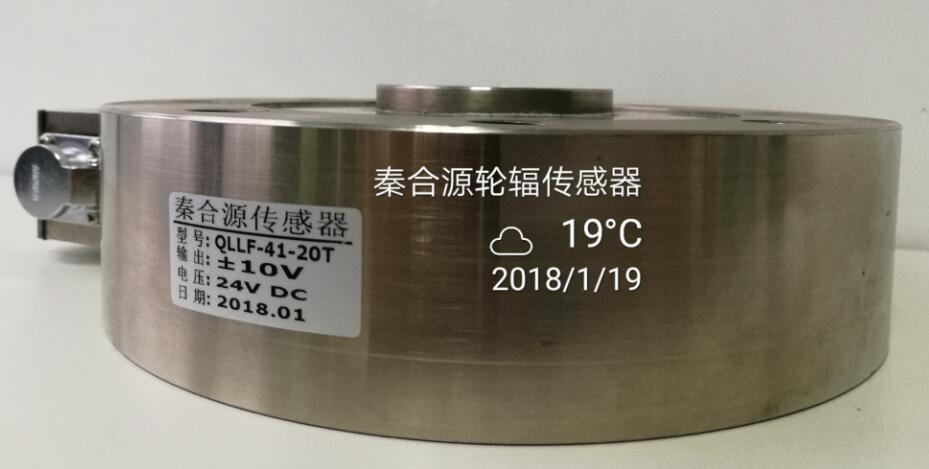 秦合源传感器
型号: QLLF-41-20T
输出: ±10V
电压: 24V DC
日期: 2018.01
秦合源轮辐传感器
19°C
2018/1/19